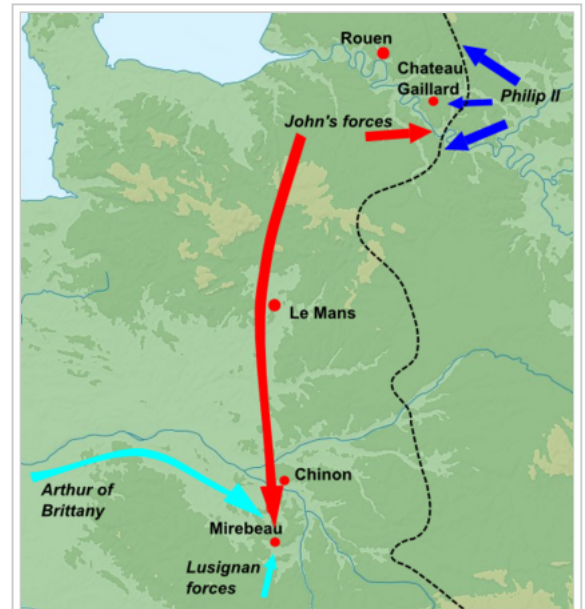 Rouen
Chateau
Gaillard
Philip II
John's forces
Le Mans
Chinon
Arthur of
Brittany
Mirebeau
Lusignan
forces